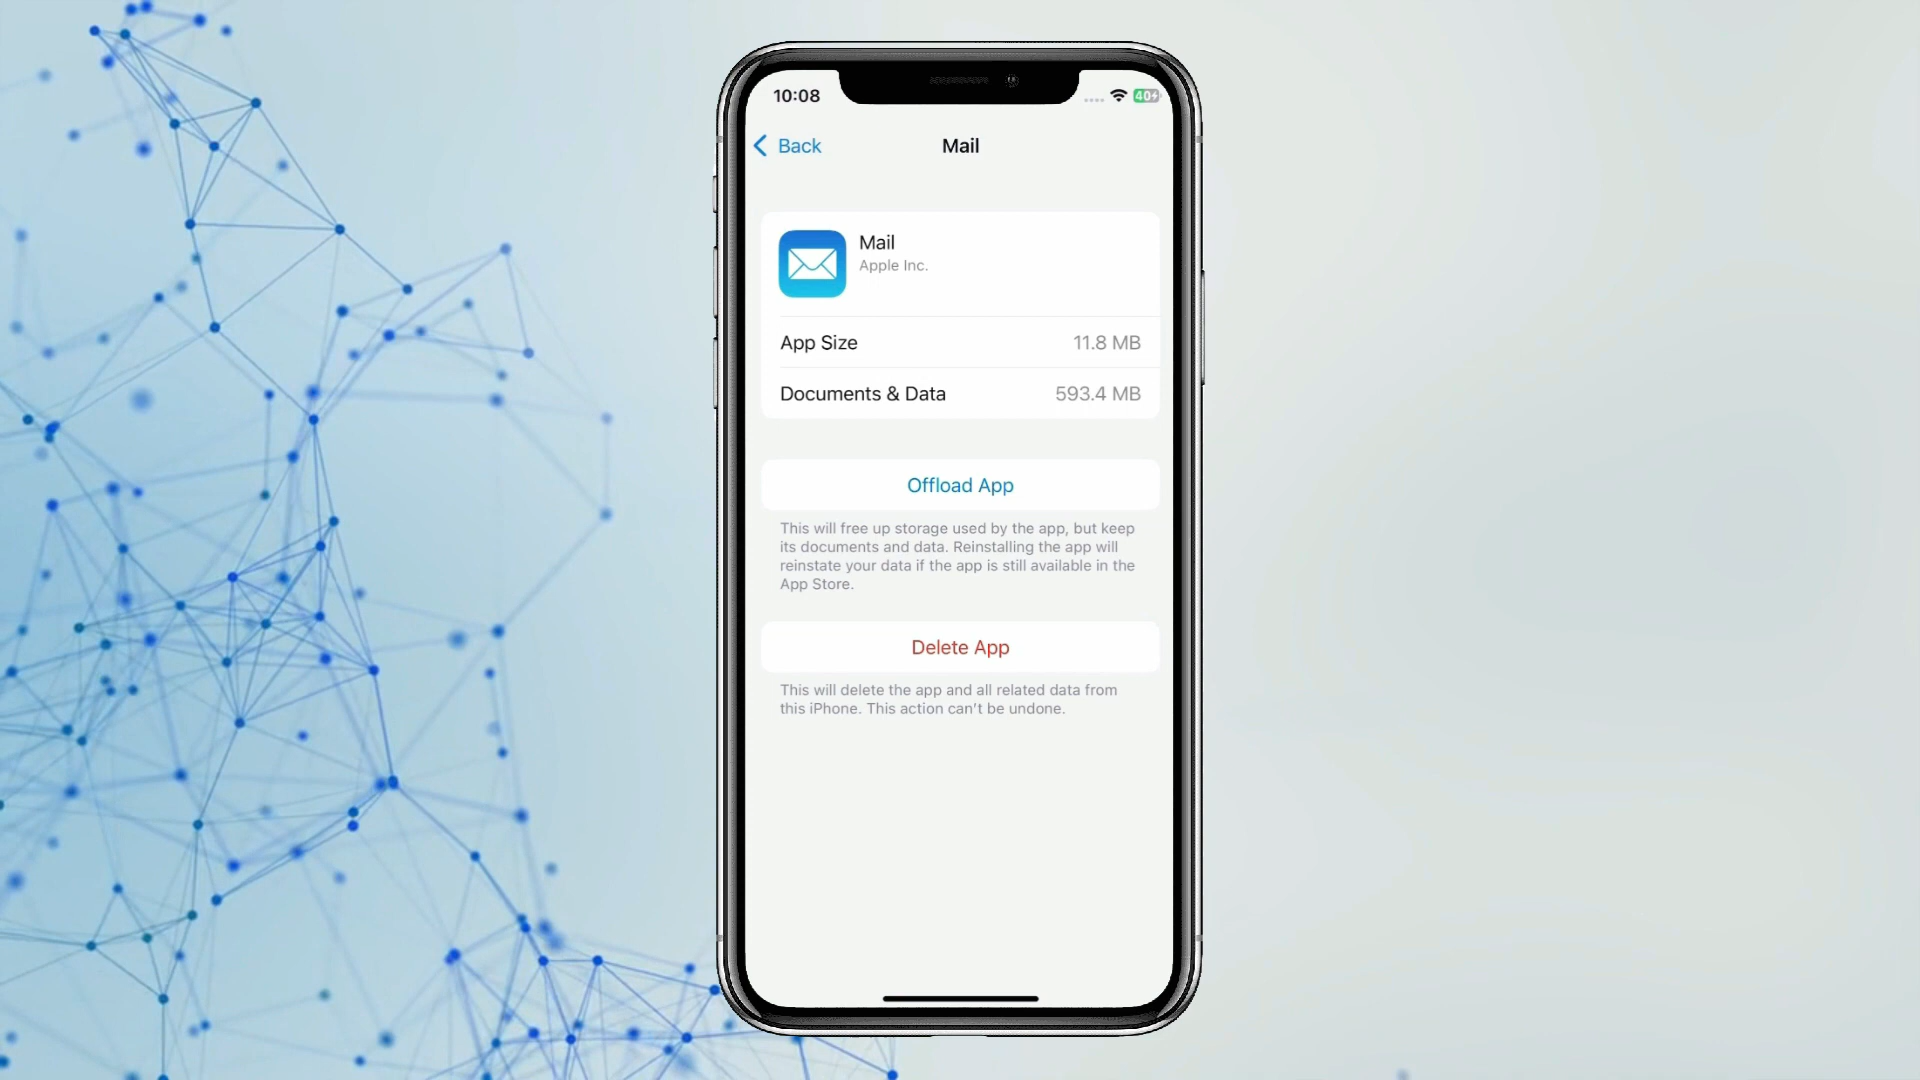 10:08
40
Back
Mail
Mail
Apple Inc.
App Size
11.8 MB
Documents & Data
593.4 MB
Offload App
This will free up storage used by the app, but keep
its documents and data. Reinstalling the app will
reinstate your data if the app is still available in the
App Store.
Delete App
This will delete the app and all related data from
this iPhone. This action can't be undone.